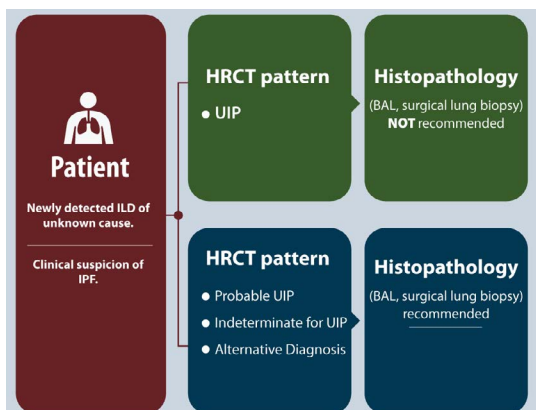 Patient
Newly detected ILD of
unknown cause.
Clinical suspicion of
IPF.
HRCT pattern
● UIP
Histopathology
(BAL, surgical lung biopsy)
NOT recommended
HRCT pattern
● Probable UIP
● Indeterminate for UIP
● Alternative Diagnosis
Histopathology
(BAL, surgical lung biopsy)
recommended